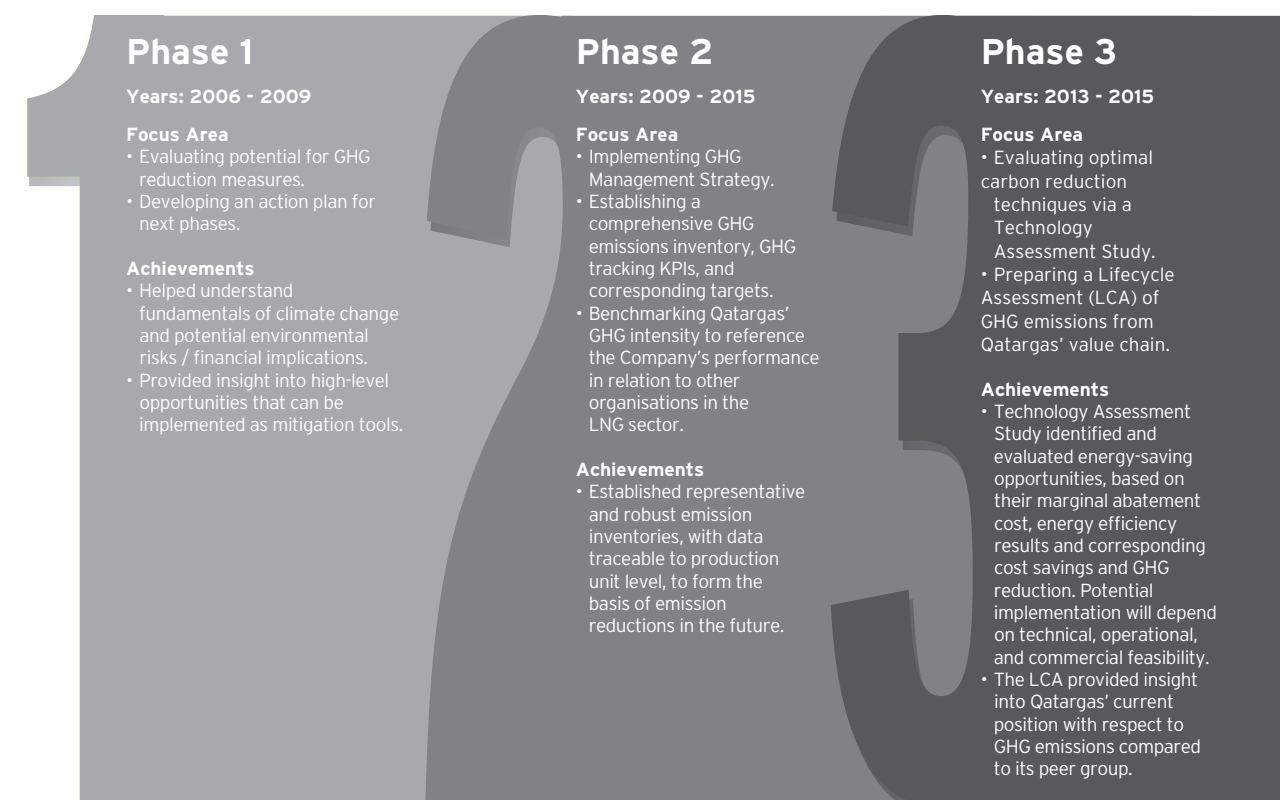 Phase 1
Years: 2006 - 2009
Focus Area
• Evaluating potential for GHG
reduction measures.
• Developing an action plan for
next phases.
Achievements
• Helped understand
fundamentals of climate change
and potential environmental
risks / financial implications.
• Provided insight into high-level
opportunities that can be
implemented as mitigation tools.
Phase 2
Years: 2009 - 2015
Focus Area
• Implementing GHG
Management Strategy.
• Establishing a
comprehensive GHG
emissions inventory, GHG
tracking KPIs, and
corresponding targets.
• Benchmarking Qatargas’
GHG intensity to reference
the Company’s performance
in relation to other
organisations in the
LNG sector.
Achievements
• Established representative
and robust emission
inventories, with data
traceable to production
unit level, to form the
basis of emission
reductions in the future.
Phase 3
Years: 2013 - 2015
Focus Area
• Evaluating optimal
carbon reduction
techniques via a
Technology
Assessment Study.
• Preparing a Lifecycle
Assessment (LCA) of
GHG emissions from
Qatargas’ value chain.
Achievements
• Technology Assessment
Study identified and
evaluated energy-saving
opportunities, based on
their marginal abatement
cost, energy efficiency
results and corresponding
cost savings and GHG
reduction. Potential
implementation will depend
on technical, operational,
and commercial feasibility.
• The LCA provided insight
into Qatargas’ current
position with respect to
GHG emissions compared
to its peer group.